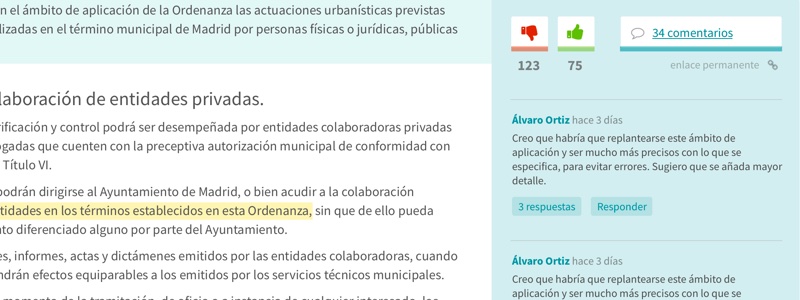 en el ámbito de aplicación de la Ordenanza las actuaciones urbanísticas previstas
lizadas en el término municipal de Madrid por personas físicas o jurídicas, públicas
laboración de entidades privadas.
rificación y control podrá ser desempeñada por entidades colaboradoras privadas
ogadas que cuenten con la preceptiva autorización municipal de conformidad con
Título VI.
podrán dirigirse al Ayuntamiento de Madrid, o bien acudir a la colaboración
tidades en los términos establecidos en esta Ordenanza, sin que de ello pueda
nto diferenciado alguno por parte del Ayuntamiento.
es, informes, actas y dictámenes emitidos por las entidades colaboradoras, cuando
ndrán efectos equiparables a los emitidos por los servicios técnicos municipales.
34 comentarios
123 75
enlace permanente
Álvaro Ortiz hace 3 días
Creo que habría que replantearse este ámbito de
aplicación y ser mucho más precisos con lo que se
especifica, para evitar errores. Sugiero que se añada mayor
detalle.
3 respuestas Responder
Álvaro Ortiz hace 3 días
Creo que habría que replantearse este ámbito de
aplicación y ser mucho más precisos con lo que se